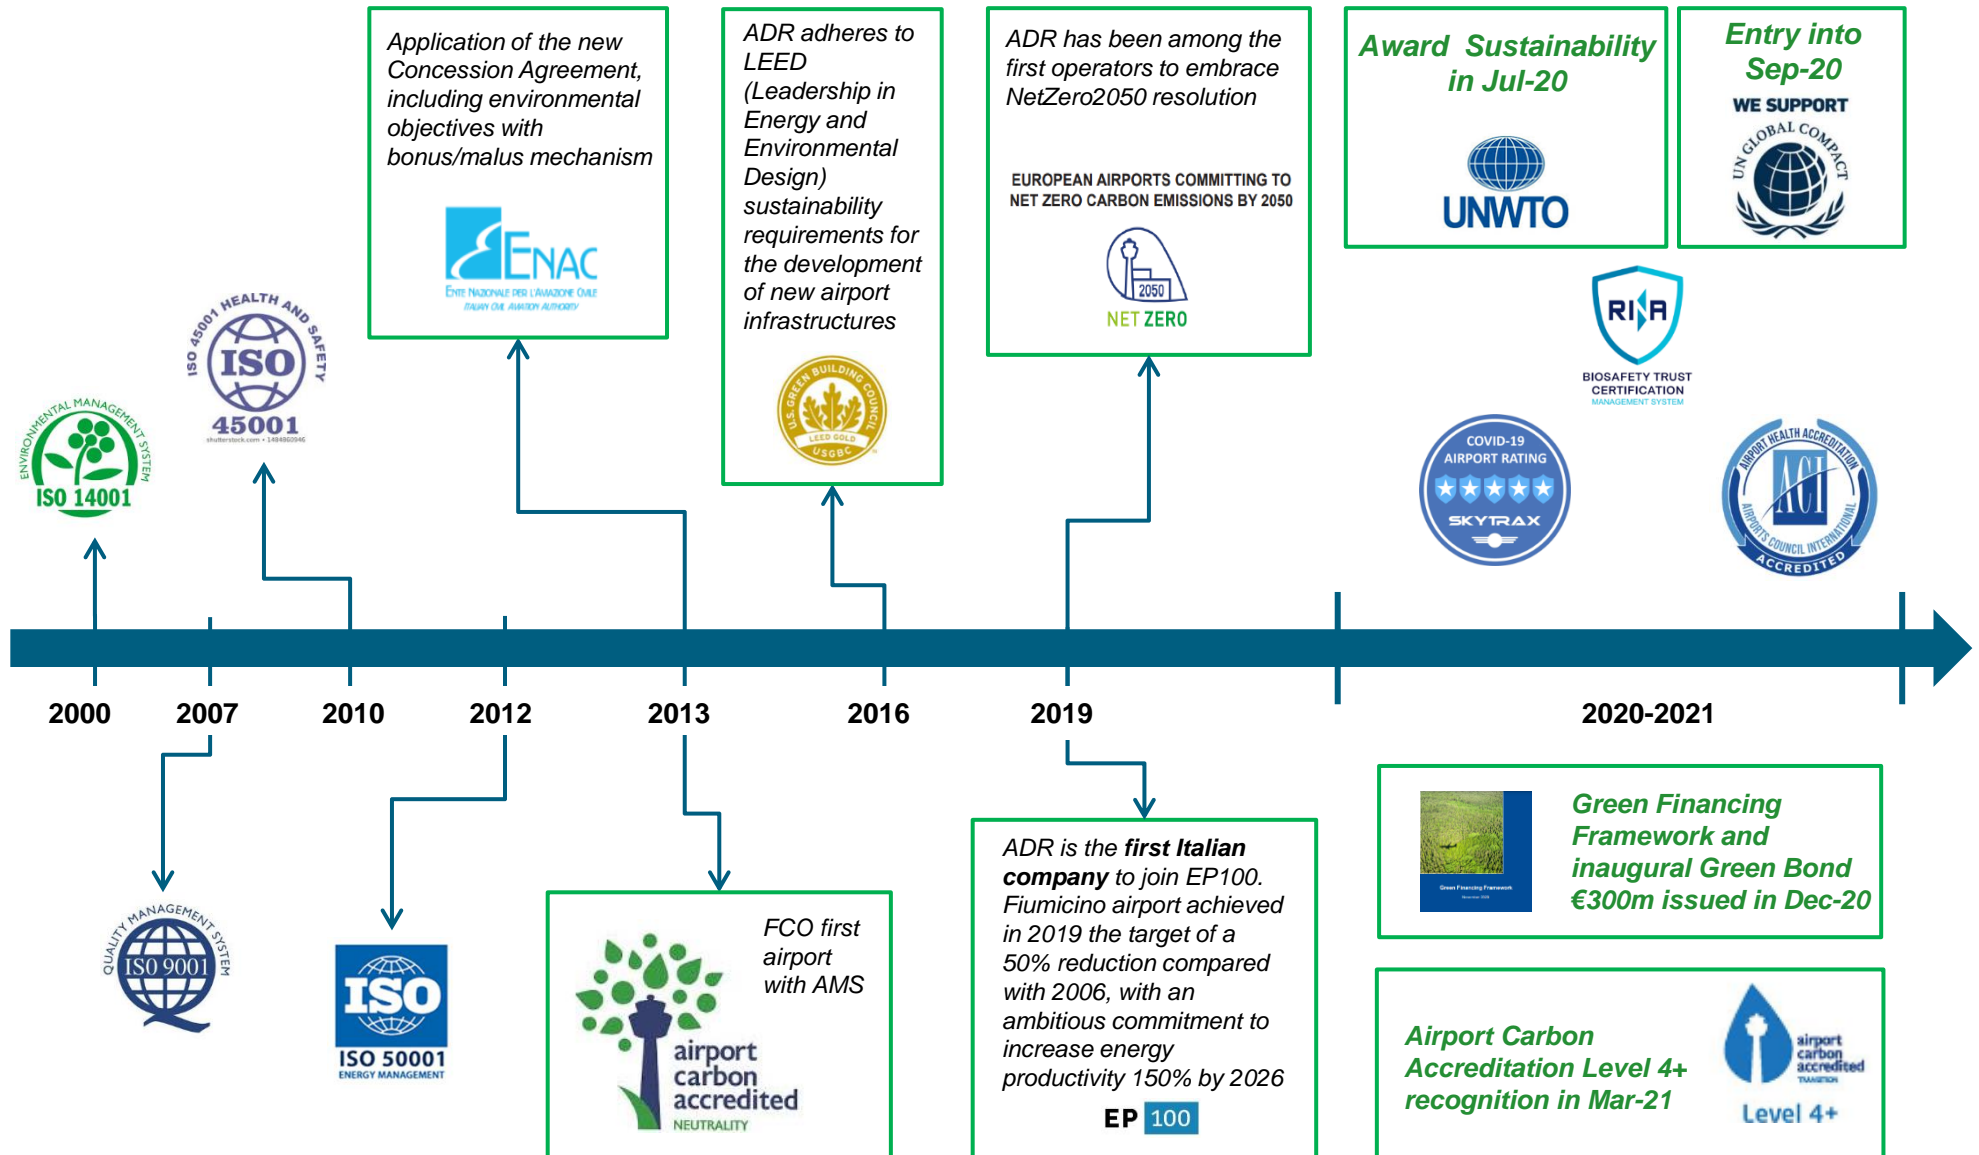 Application of the new
Concession Agreement,
including environmental
objectives with
bonus/malus mechanism
ENAC
ENTE NAZIONALE PER L'AVIAZIONE CIVILE
ITALIAN CIVIL AVIATION AUTHORITY
ADR adheres to
LEED
(Leadership in
Energy and
Environmental
Design)
sustainability
requirements for
the development
of new airport
infrastructures
U.S. GREEN BUILDING COUNCIL
LEED GOLD
USGBC
ADR has been among the
first operators to embrace
NetZero2050 resolution
EUROPEAN AIRPORTS COMMITTING TO
NET ZERO CARBON EMISSIONS BY 2050
2050
NET ZERO
Award Sustainability
in Jul-20
UNWTO
Entry into
Sep-20
WE SUPPORT
UN GLOBAL COMPACT
RINA
BIOSAFETY TRUST
CERTIFICATION
MANAGEMENT SYSTEM
ISO 45001 HEALTH AND SAFETY
ISO
45001
shutterstock.com • 1484860946
ENVIRONMENTAL MANAGEMENT SYSTEM
ISO 14001
COVID-19
AIRPORT RATING
SKYTRAX
AIRPORT HEALTH ACCREDITATION
ACI
AIRPORTS COUNCIL INTERNATIONAL
ACCREDITED
2000
2007
2010
2012
2013
2016
2019
2020-2021
QUALITY MANAGEMENT SYSTEM
ISO 9001
ISO
ISO 50001
ENERGY MANAGEMENT
FCO first
airport
with AMS
airport
carbon
accredited
NEUTRALITY
ADR is the first Italian
company to join EP100.
Fiumicino airport achieved
in 2019 the target of a
50% reduction compared
with 2006, with an
ambitious commitment to
increase energy
productivity 150% by 2026
EP 100
Green Financing Framework
November 2020
Green Financing
Framework and
inaugural Green Bond
€300m issued in Dec-20
Airport Carbon
Accreditation Level 4+
recognition in Mar-21
airport
carbon
accredited
TRANSITION
Level 4+